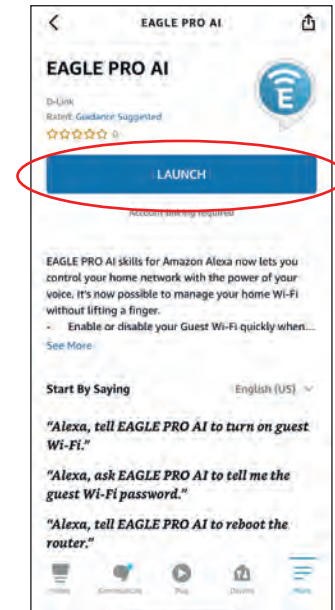 EAGLE PRO AI
EAGLE PRO AI
D-Link
Rated: Guidance Suggested
0
LAUNCH
Account linking required
EAGLE PRO AI skills for Amazon Alexa now lets you
control your home network with the power of your
voice. It's now possible to manage your home Wi-Fi
without lifting a finger.
- Enable or disable your Guest Wi-Fi quickly when...
See More
Start By Saying English (US)
"Alexa, tell EAGLE PRO AI to turn on guest
Wi-Fi."
"Alexa, ask EAGLE PRO AI to tell me the
guest Wi-Fi password."
"Alexa, tell EAGLE PRO AI to reboot the
router."
Home Communicate Play Devices More